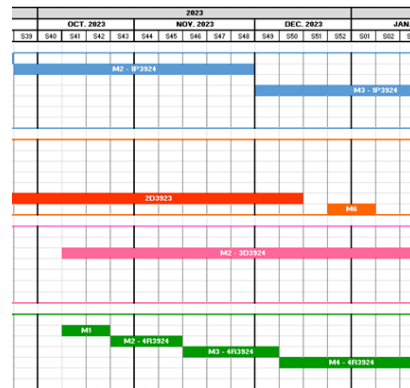 2023
OCT. 2023 NOV. 2023 DEC. 2023 JAN.
S39 S40 S41 S42 S43 S44 S45 S46 S47 S48 S49 S50 S51 S52 S01 S02
M2 - 1P3924
M3 - 1P3924
2D3923
M6
M2 - 3D3924
M1
M2 - 4R3924
M3 - 4R3924
M4 - 4R3924